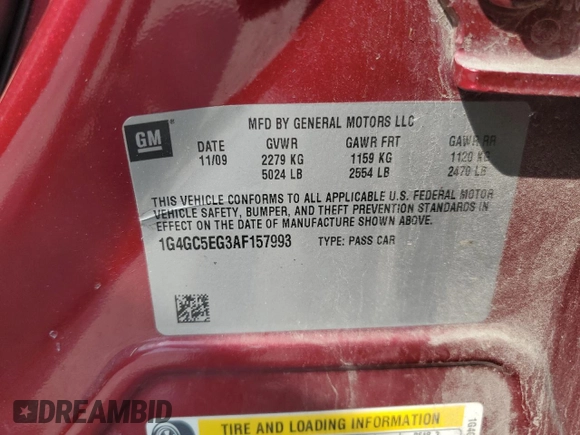 GM
MFD BY GENERAL MOTORS LLC
DATE GVWR GAWR FRT GAWR RR
11/09 2279 KG 1159 KG 1120 KG
5024 LB 2554 LB 2470 LB
THIS VEHICLE CONFORMS TO ALL APPLICABLE U.S. FEDERAL MOTOR
VEHICLE SAFETY, BUMPER, AND THEFT PREVENTION STANDARDS IN
EFFECT ON THE DATE OF MANUFACTURE SHOWN ABOVE.
1G4GC5EG3AF157993 TYPE: PASS CAR
TIRE AND LOADING INFORMATION
DREAMBID